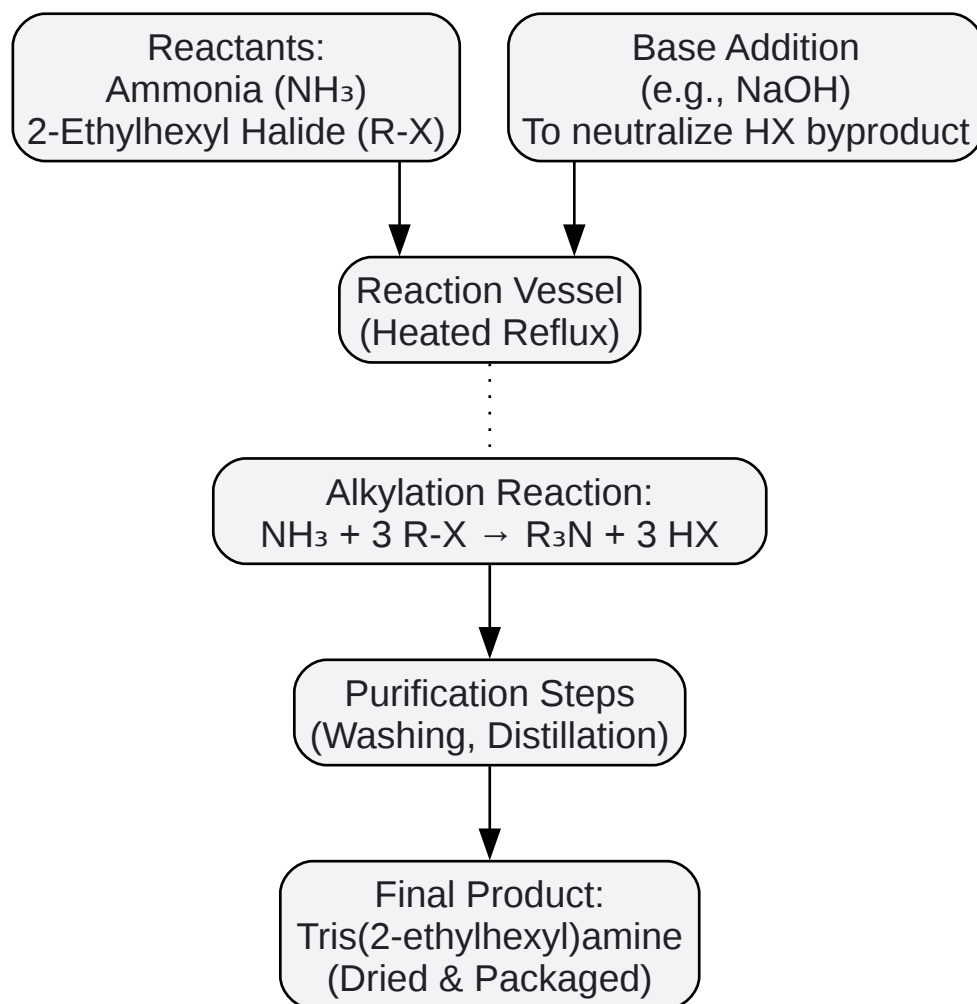 Reactants:
Ammonia (NH₃)
2-Ethylhexyl Halide (R-X)
Base Addition
(e.g., NaOH)
To neutralize HX byproduct
Reaction Vessel
(Heated Reflux)
Alkylation Reaction:
NH₃ + 3 R-X → R₃N + 3 HX
Purification Steps
(Washing, Distillation)
Final Product:
Tris(2-ethylhexyl)amine
(Dried & Packaged)